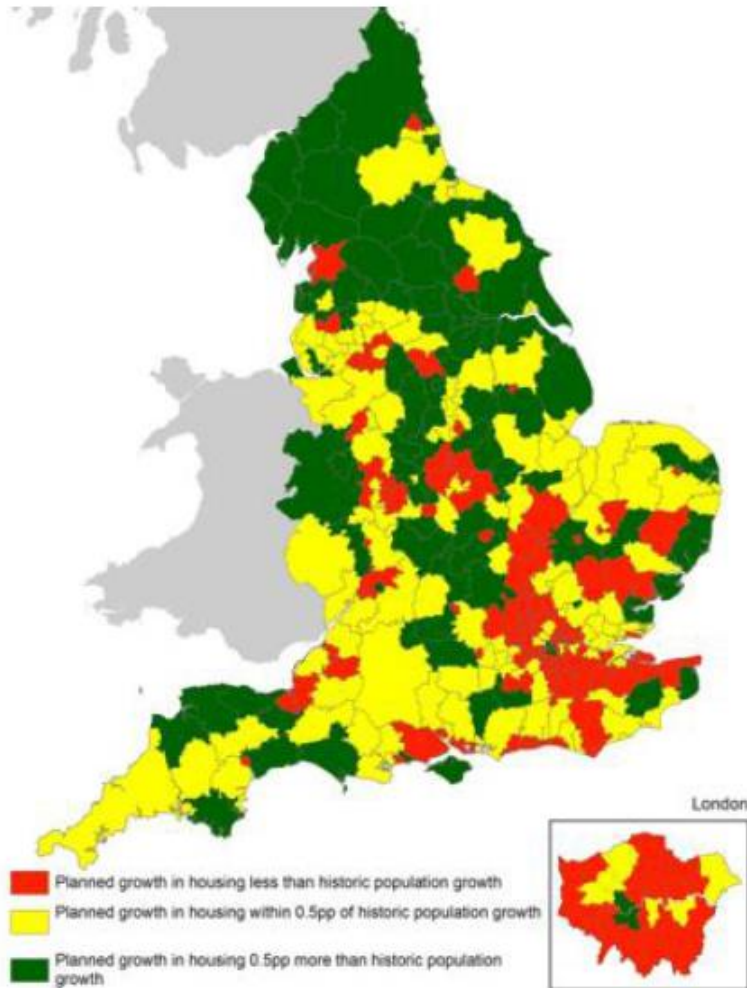 London
Planned growth in housing less than historic population growth
Planned growth in housing within 0.5pp of historic population growth
Planned growth in housing 0.5pp more than historic population
growth